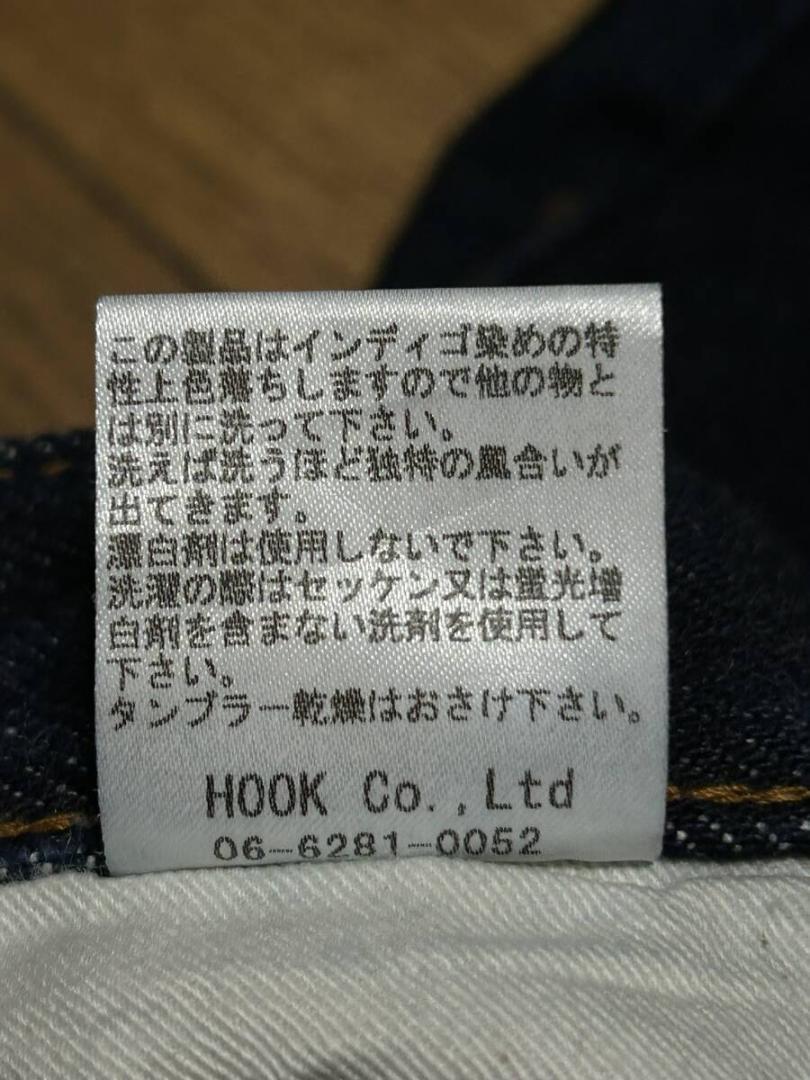 この製品はインディゴ染めの特
性上色落ちしますので他の物と
は別に洗って下さい。
洗えば洗うほど独特の風合いが
出てきます。
漂白剤は使用しないで下さい。
洗濯の際はセッケン又は蛍光増
白剤を含まない洗剤を使用して
下さい。
タンブラー乾燥はおさけ下さい。
HOOK Co.,Ltd
06-6281-0052